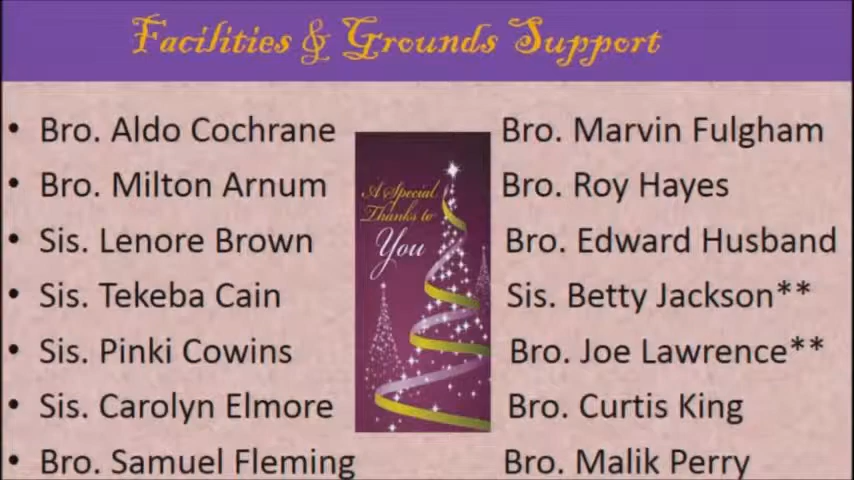 Facilities & Grounds Support
• Bro. Aldo Cochrane
• Bro. Milton Arnum
• Sis. Lenore Brown
• Sis. Tekeba Cain
• Sis. Pinki Cowins
• Sis. Carolyn Elmore
• Bro. Samuel Fleming
A Special
Thanks to
You
Bro. Marvin Fulgham
Bro. Roy Hayes
Bro. Edward Husband
Sis. Betty Jackson**
Bro. Joe Lawrence**
Bro. Curtis King
Bro. Malik Perry